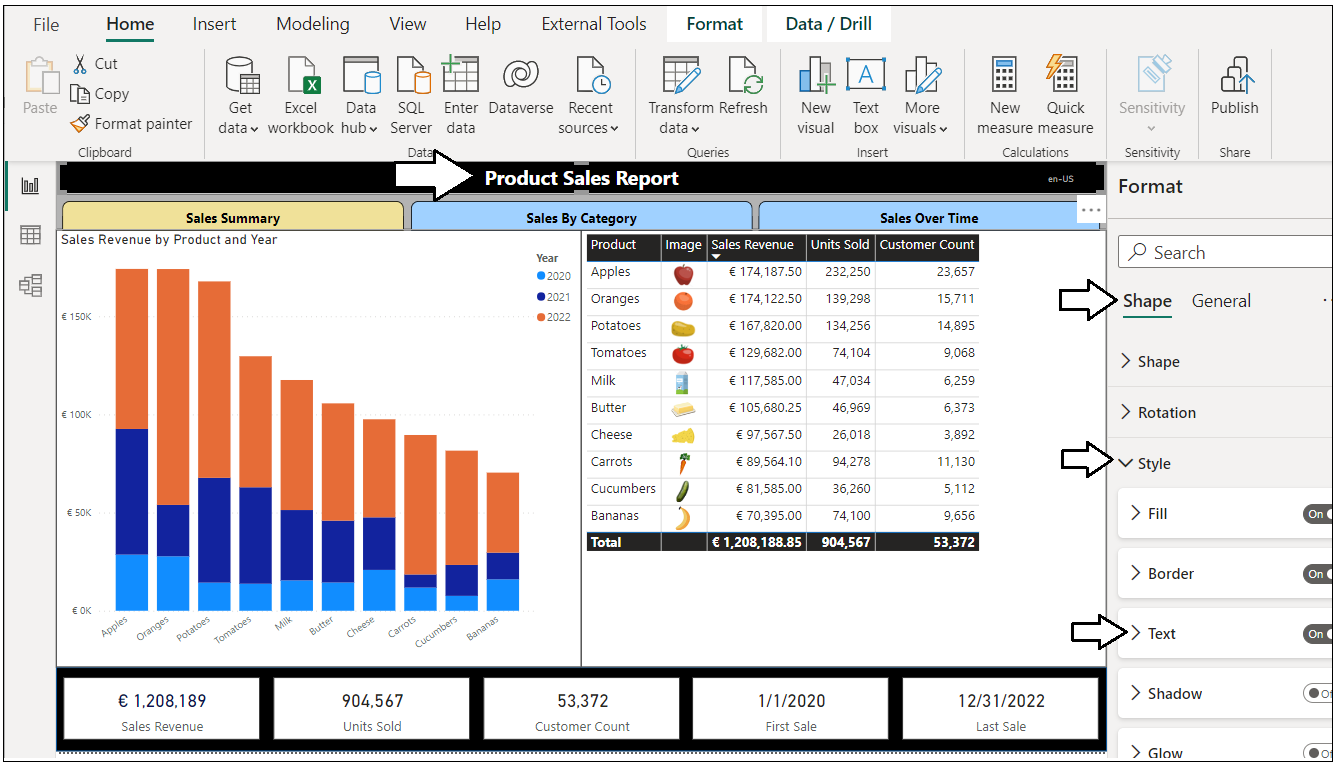 File Home Insert Modeling View Help External Tools Format Data / Drill
Paste
Cut
Copy
Format painter
Clipboard
Get data
Excel workbook
Data hub
SQL Server
Enter data
Dataverse
Recent sources
Data
Transform data
Refresh
Queries
New visual
Text box
More visuals
Insert
New measure
Quick measure
Calculations
Sensitivity
Sensitivity
Publish
Share
Product Sales Report
en-US
Sales Summary
Sales By Category
Sales Over Time
Sales Revenue by Product and Year
Year
2020
2021
2022
€ 150K
€ 100K
€ 50K
€ 0K
Apples Oranges Potatoes Tomatoes Milk Butter Cheese Carrots Cucumbers Bananas
Product Image Sales Revenue Units Sold Customer Count
Apples € 174,187.50 232,250 23,657
Oranges € 174,122.50 139,298 15,711
Potatoes € 167,820.00 134,256 14,895
Tomatoes € 129,682.00 74,104 9,068
Milk € 117,585.00 47,034 6,259
Butter € 105,680.25 46,969 6,373
Cheese € 97,567.50 26,018 3,892
Carrots € 89,564.10 94,278 11,130
Cucumbers € 81,585.00 36,260 5,112
Bananas € 70,395.00 74,100 9,656
Total € 1,208,188.85 904,567 53,372
€ 1,208,189
Sales Revenue
904,567
Units Sold
53,372
Customer Count
1/1/2020
First Sale
12/31/2022
Last Sale
Format
Search
Shape General
Shape
Rotation
Style
Fill On
Border On
Text On
Shadow
Glow